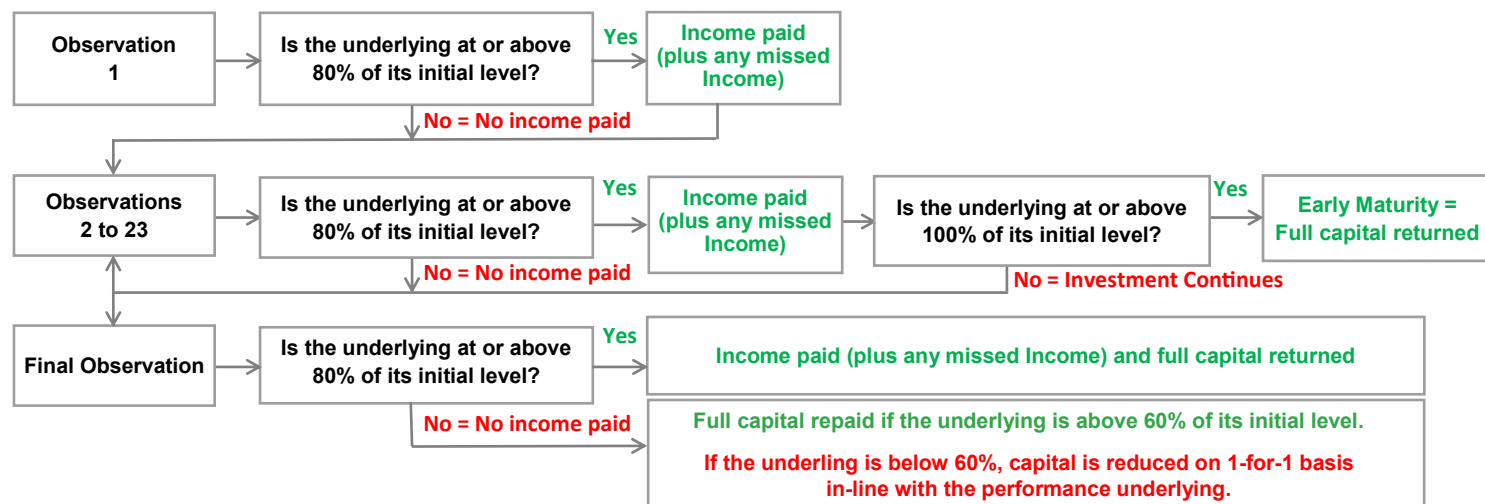 Observation
1
Is the underlying at or above
80% of its initial level?
Yes
Income paid
(plus any missed
Income)
No = No income paid
Observations
2 to 23
Is the underlying at or above
80% of its initial level?
Yes
Income paid
(plus any missed
Income)
Is the underlying at or above
100% of its initial level?
Yes
Early Maturity =
Full capital returned
No = No income paid
No = Investment Continues
Final Observation
Is the underlying at or above
80% of its initial level?
Yes
Income paid (plus any missed Income) and full capital returned
No = No income paid
Full capital repaid if the underlying is above 60% of its initial level.
If the underling is below 60%, capital is reduced on 1-for-1 basis
in-line with the performance underlying.